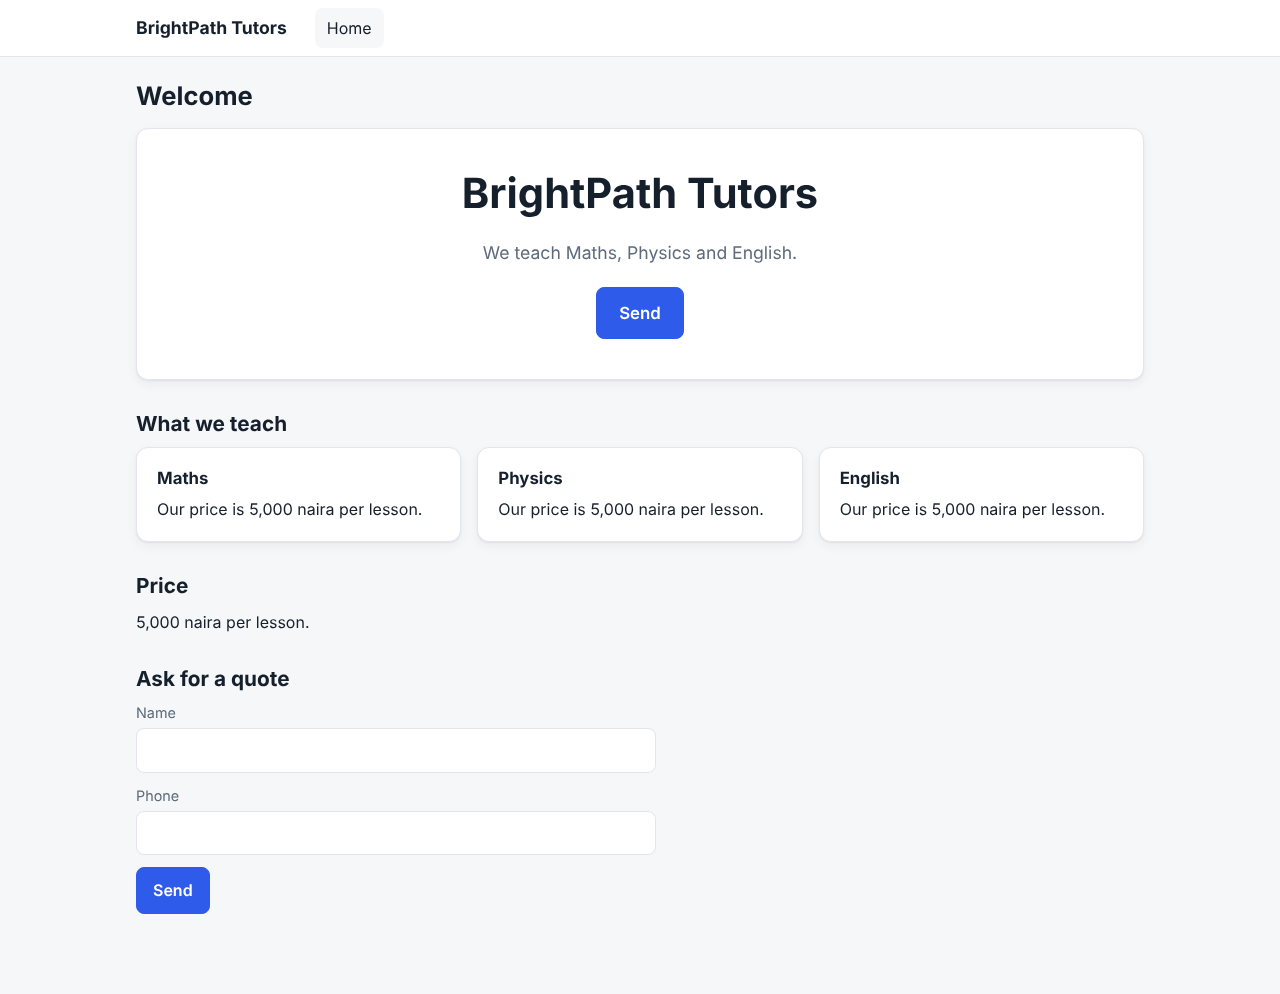 BrightPath Tutors
Home
Welcome
BrightPath Tutors
We teach Maths, Physics and English.
Send
What we teach
Maths
Our price is 5,000 naira per lesson.
Physics
Our price is 5,000 naira per lesson.
English
Our price is 5,000 naira per lesson.
Price
5,000 naira per lesson.
Ask for a quote
Name
Phone
Send